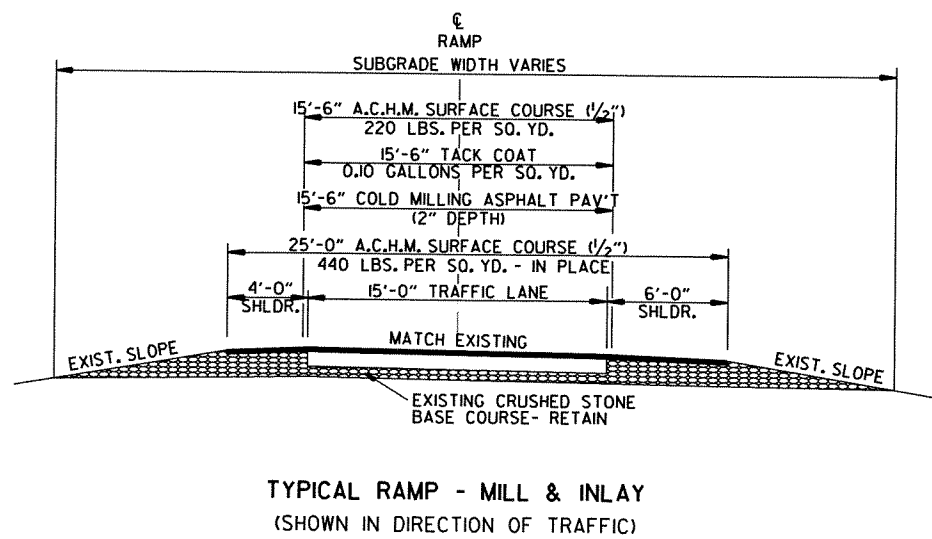 ℄
RAMP
SUBGRADE WIDTH VARIES
15'-6" A.C.H.M. SURFACE COURSE (1/2")
220 LBS. PER SQ. YD.
15'-6" TACK COAT
0.10 GALLONS PER SQ. YD.
15'-6" COLD MILLING ASPHALT PAV'T
(2" DEPTH)
25'-0" A.C.H.M. SURFACE COURSE (1/2")
440 LBS. PER SQ. YD. - IN PLACE
4'-0"
SHLDR.
15'-0" TRAFFIC LANE
6'-0"
SHLDR.
MATCH EXISTING
EXIST. SLOPE
EXIST. SLOPE
EXISTING CRUSHED STONE
BASE COURSE- RETAIN
TYPICAL RAMP - MILL & INLAY
(SHOWN IN DIRECTION OF TRAFFIC)